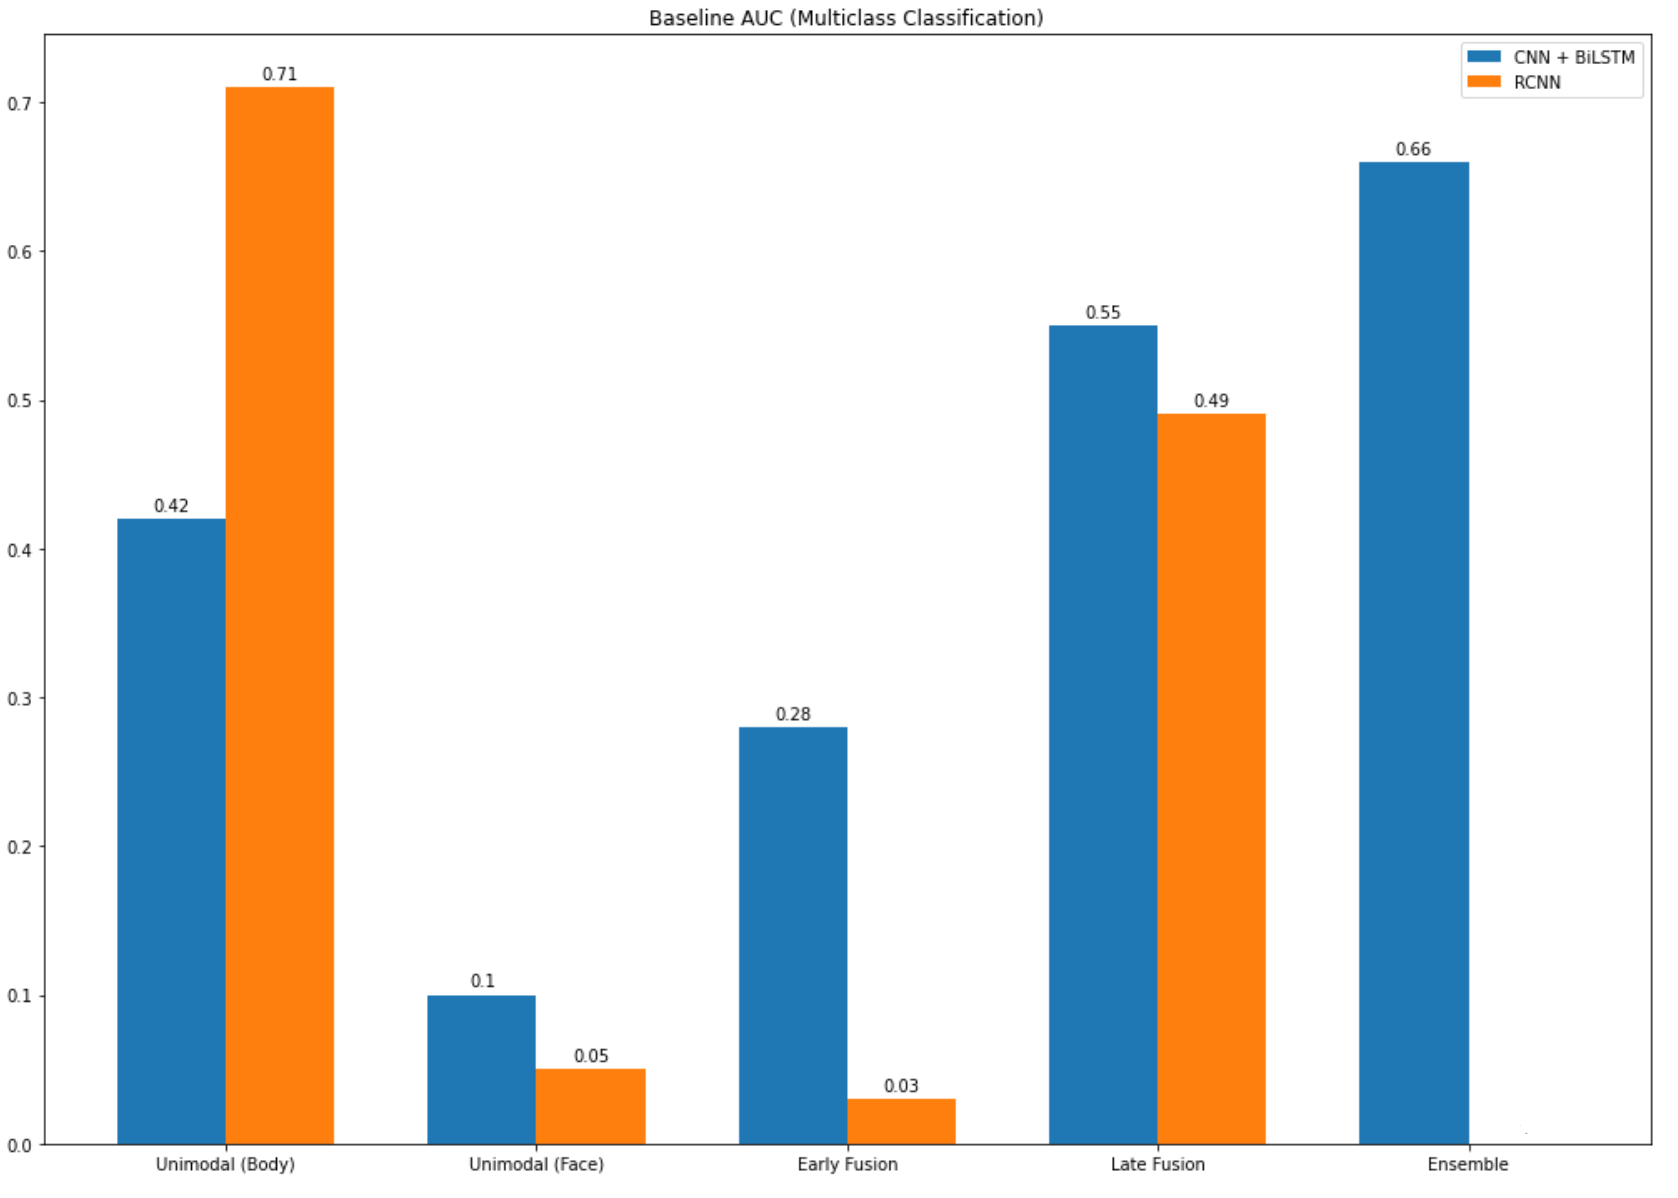 Baseline AUC (Multiclass Classification)
CNN + BiLSTM
RCNN
0.71
0.7
0.66
0.6
0.55
0.5
0.49
0.42
0.4
0.3
0.28
0.2
0.1
0.1
0.05
0.03
0.0
Unimodal (Body)
Unimodal (Face)
Early Fusion
Late Fusion
Ensemble